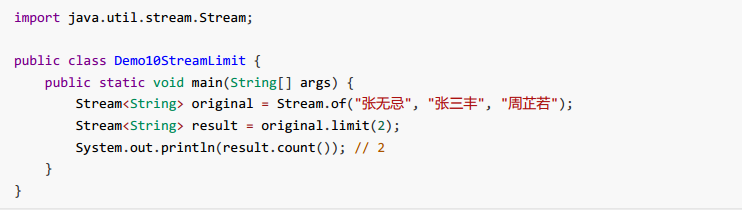 import java.util.stream.Stream;
public class Demo10StreamLimit {
public static void main(String[] args) {
Stream<String> original = Stream.of("张无忌", "张三丰", "周芷若");
Stream<String> result = original.limit(2);
System.out.println(result.count()); // 2
}
}